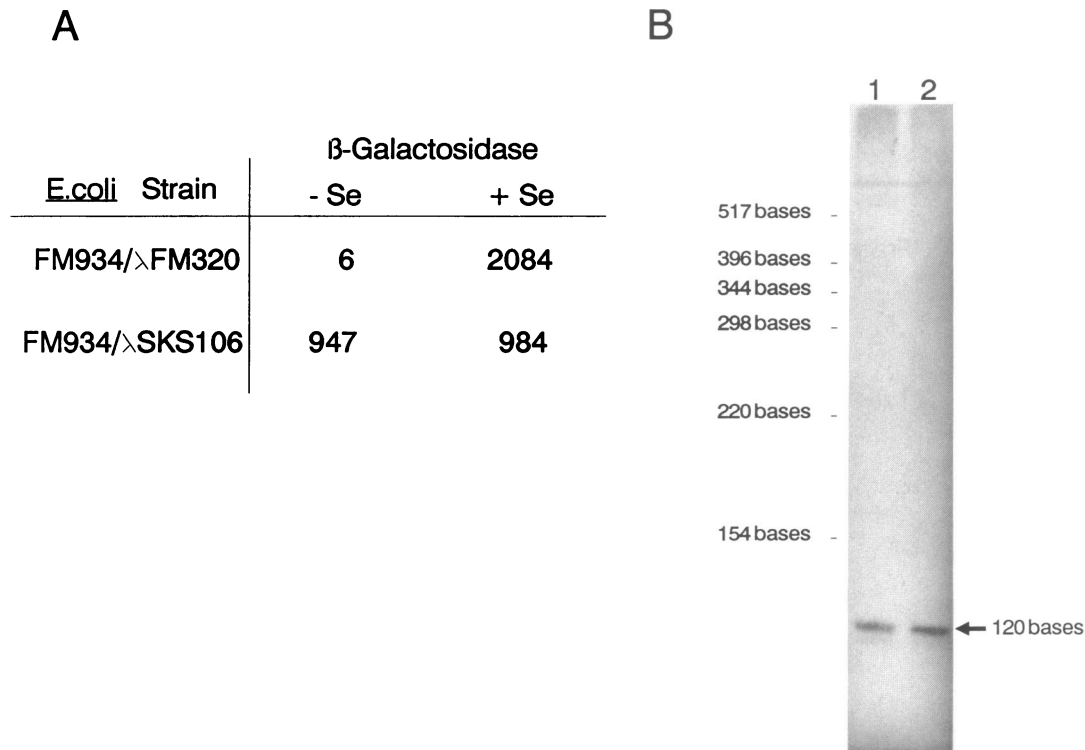 A
ß-Galactosidase
E.coli Strain - Se + Se
FM934/λFM320 6 2084
FM934/λSKS106 947 984
B
1 2
517 bases
396 bases
344 bases
298 bases
220 bases
154 bases
120 bases